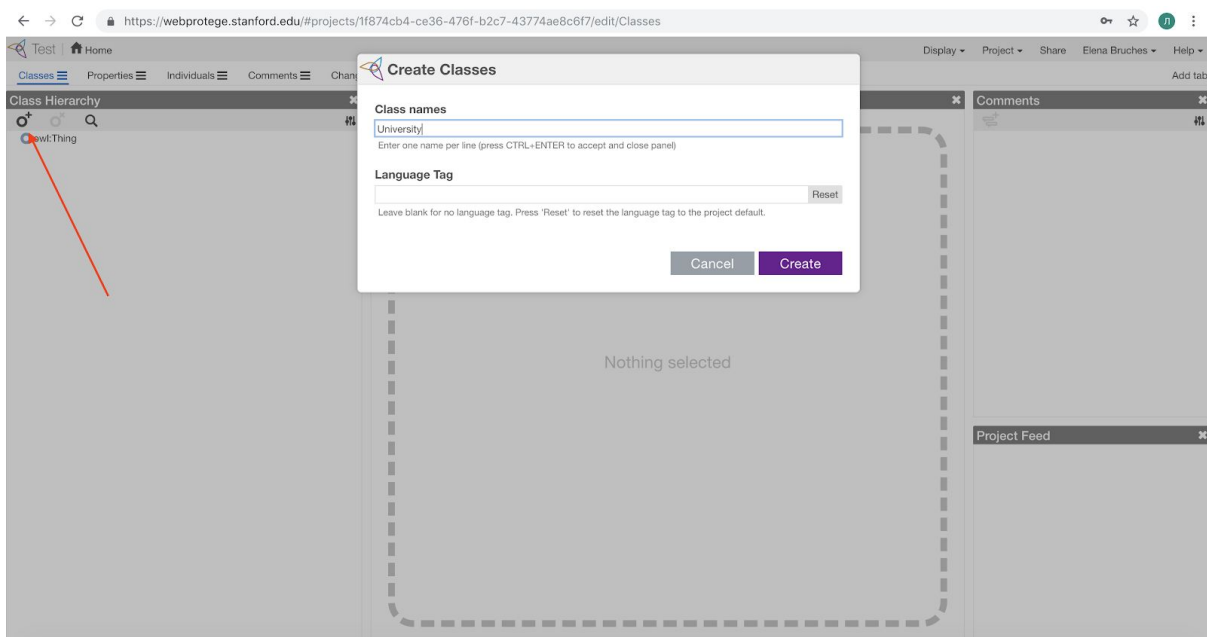 https://webprotege.stanford.edu/#projects/1f874cb4-ce36-476f-b2c7-43774ae8c6f7/edit/Classes
Л
Test
Home
Display
Project
Share
Elena Bruches
Help
Classes
Properties
Individuals
Comments
Chan
Add tab
Class Hierarchy
owl:Thing
Create Classes
Class names
University
Enter one name per line (press CTRL+ENTER to accept and close panel)
Language Tag
Reset
Leave blank for no language tag. Press 'Reset' to reset the language tag to the project default.
Cancel
Create
Nothing selected
Comments
Project Feed